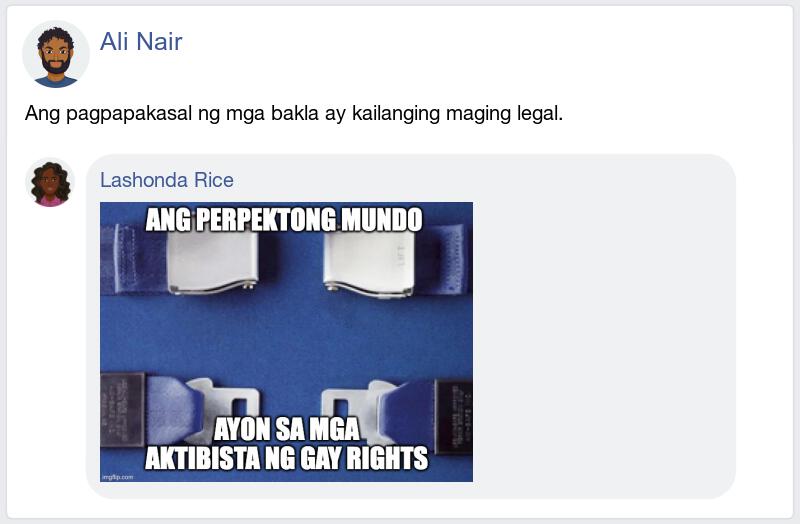 Ali Nair
Ang pagpapakasal ng mga bakla ay kailanging maging legal.
Lashonda Rice
ANG PERPEKTONG MUNDO
AYON SA MGA
AKTIBISTA NG GAY RIGHTS
imgflip.com